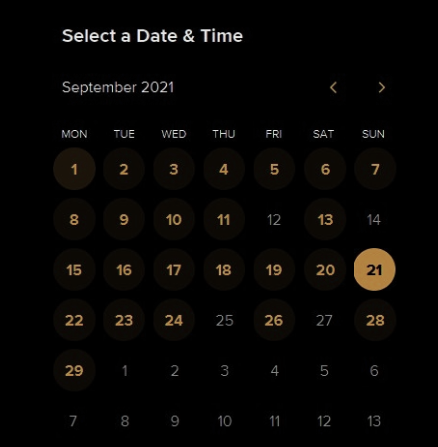 Select a Date & Time
September 2021
MON TUE WED THU FRI SAT SUN
1 2 3 4 5 6 7
8 9 10 11 12 13 14
15 16 17 18 19 20 21
22 23 24 25 26 27 28
29 1 2 3 4 5 6
7 8 9 10 11 12 13